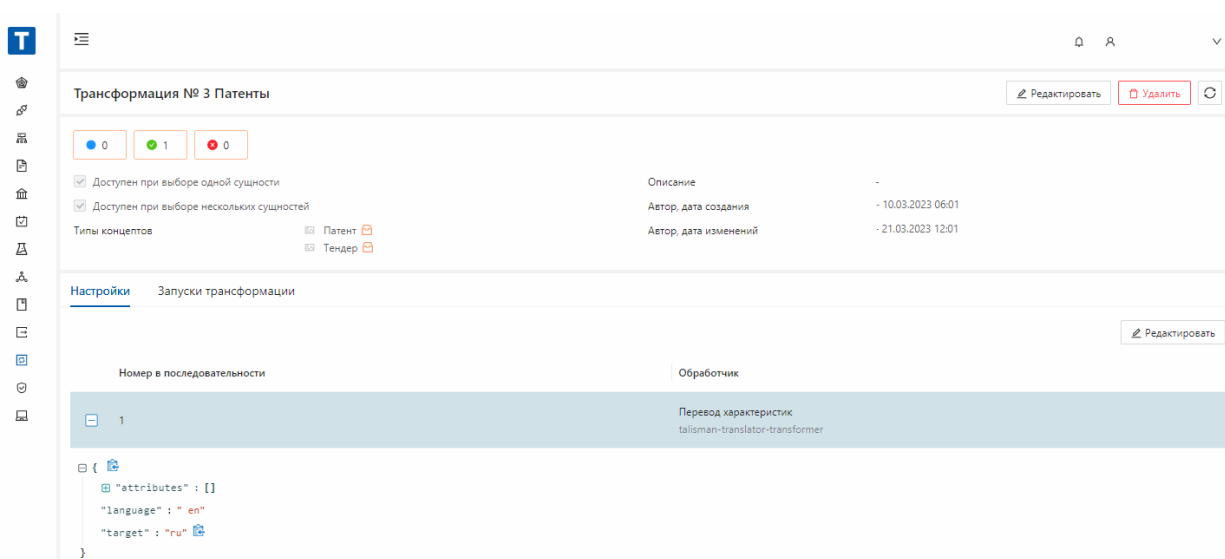 T
Трансформация № 3 Патенты
Редактировать
Удалить
0
1
0
Доступен при выборе одной сущности
Описание
-
Доступен при выборе нескольких сущностей
Автор, дата создания
- 10.03.2023 06:01
Типы концептов
Патент
Автор, дата изменений
- 21.03.2023 12:01
Тендер
Настройки
Запуски трансформации
Редактировать
Номер в последовательности
Обработчик
1
Перевод характеристик
talisman-translator-transformer
{
"attributes" : []
"language" : " en"
"target" : "ru"
}